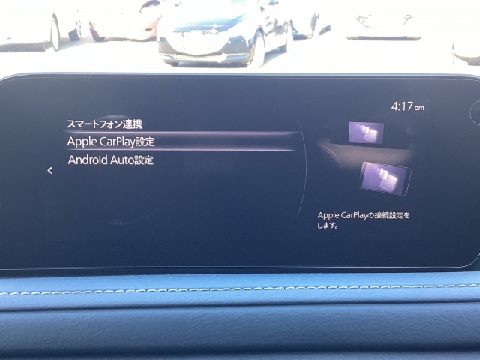 4:17 pm
スマートフォン連携
Apple CarPlay設定
Android Auto設定
Apple CarPlayの接続設定を
します。